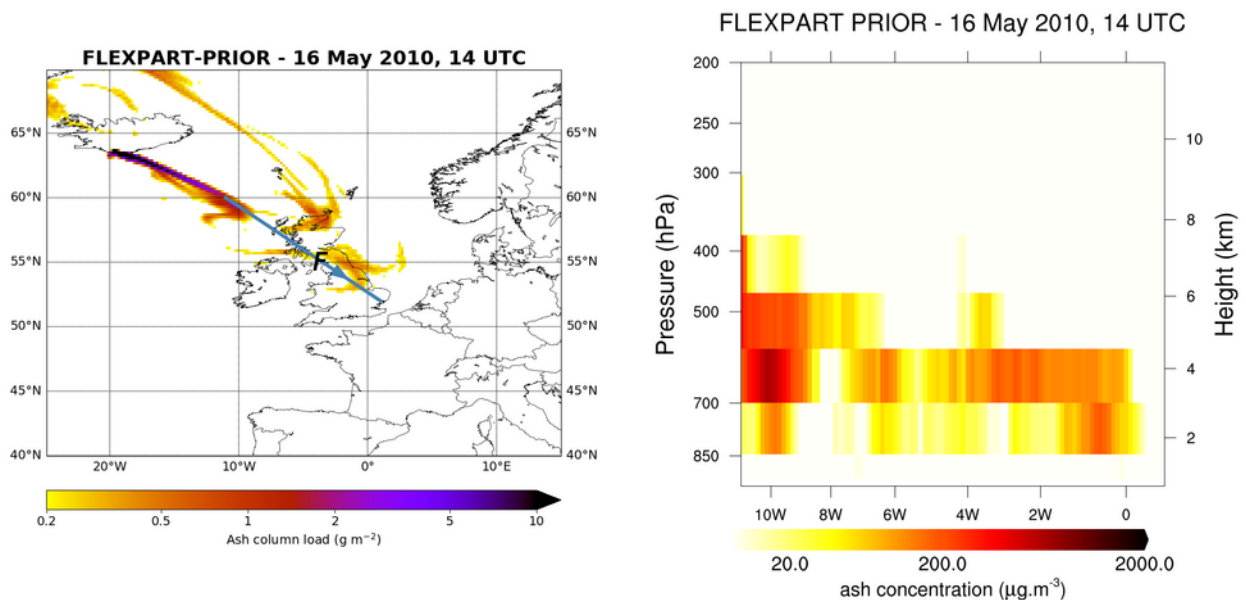 FLEXPART-PRIOR - 16 May 2010, 14 UTC
65°N
65°N
60°N
60°N
F
55°N
55°N
50°N
50°N
45°N
45°N
40°N
40°N
20°W
10°W
0°
10°E
0.2
0.5
1
2
5
10
Ash column load (g m⁻²)
FLEXPART PRIOR - 16 May 2010, 14 UTC
Pressure (hPa)
200
250
300
400
500
700
850
10
8
6
4
2
Height (km)
10W
8W
6W
4W
2W
0
20.0
200.0
2000.0
ash concentration (µg.m⁻³)